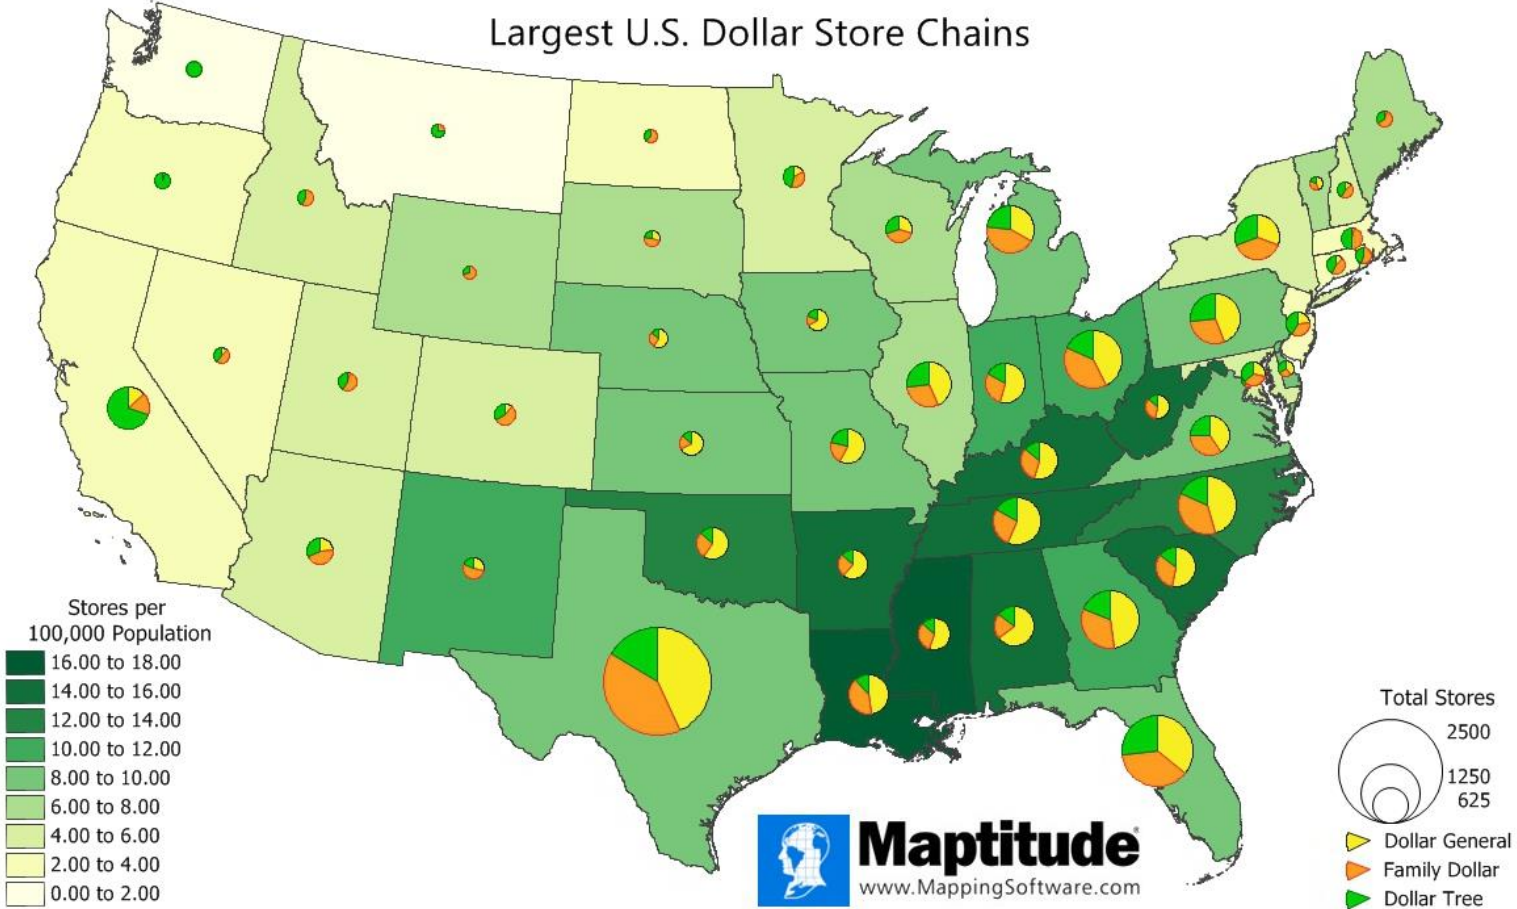 Largest U.S. Dollar Store Chains
Stores per
100,000 Population
16.00 to 18.00
14.00 to 16.00
12.00 to 14.00
10.00 to 12.00
8.00 to 10.00
6.00 to 8.00
4.00 to 6.00
2.00 to 4.00
0.00 to 2.00
Maptitude
www.MappingSoftware.com
Total Stores
2500
1250
625
Dollar General
Family Dollar
Dollar Tree